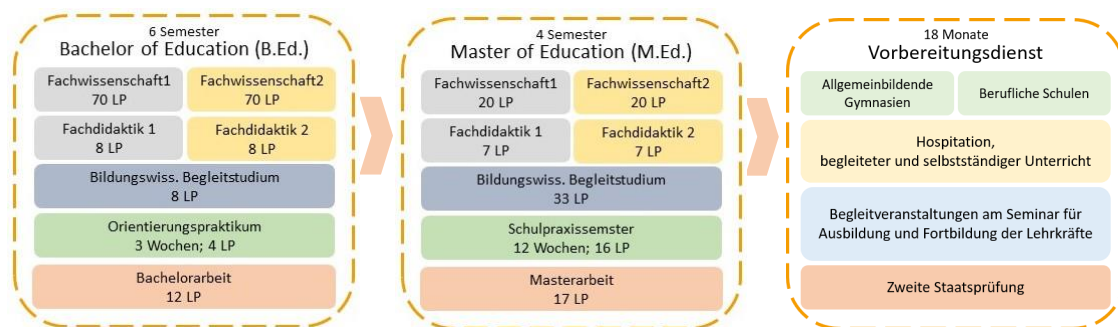 6 Semester
Bachelor of Education (B.Ed.)
Fachwissenschaft1
70 LP
Fachwissenschaft2
70 LP
Fachdidaktik 1
8 LP
Fachdidaktik 2
8 LP
Bildungswiss. Begleitstudium
8 LP
Orientierungspraktikum
3 Wochen; 4 LP
Bachelorarbeit
12 LP
4 Semester
Master of Education (M.Ed.)
Fachwissenschaft1
20 LP
Fachwissenschaft2
20 LP
Fachdidaktik 1
7 LP
Fachdidaktik 2
7 LP
Bildungswiss. Begleitstudium
33 LP
Schulpraxissemster
12 Wochen; 16 LP
Masterarbeit
17 LP
18 Monate
Vorbereitungsdienst
Allgemeinbildende
Gymnasien
Berufliche Schulen
Hospitation,
begleiteter und selbstständiger Unterricht
Begleitveranstaltungen am Seminar für
Ausbildung und Fortbildung der Lehrkräfte
Zweite Staatsprüfung